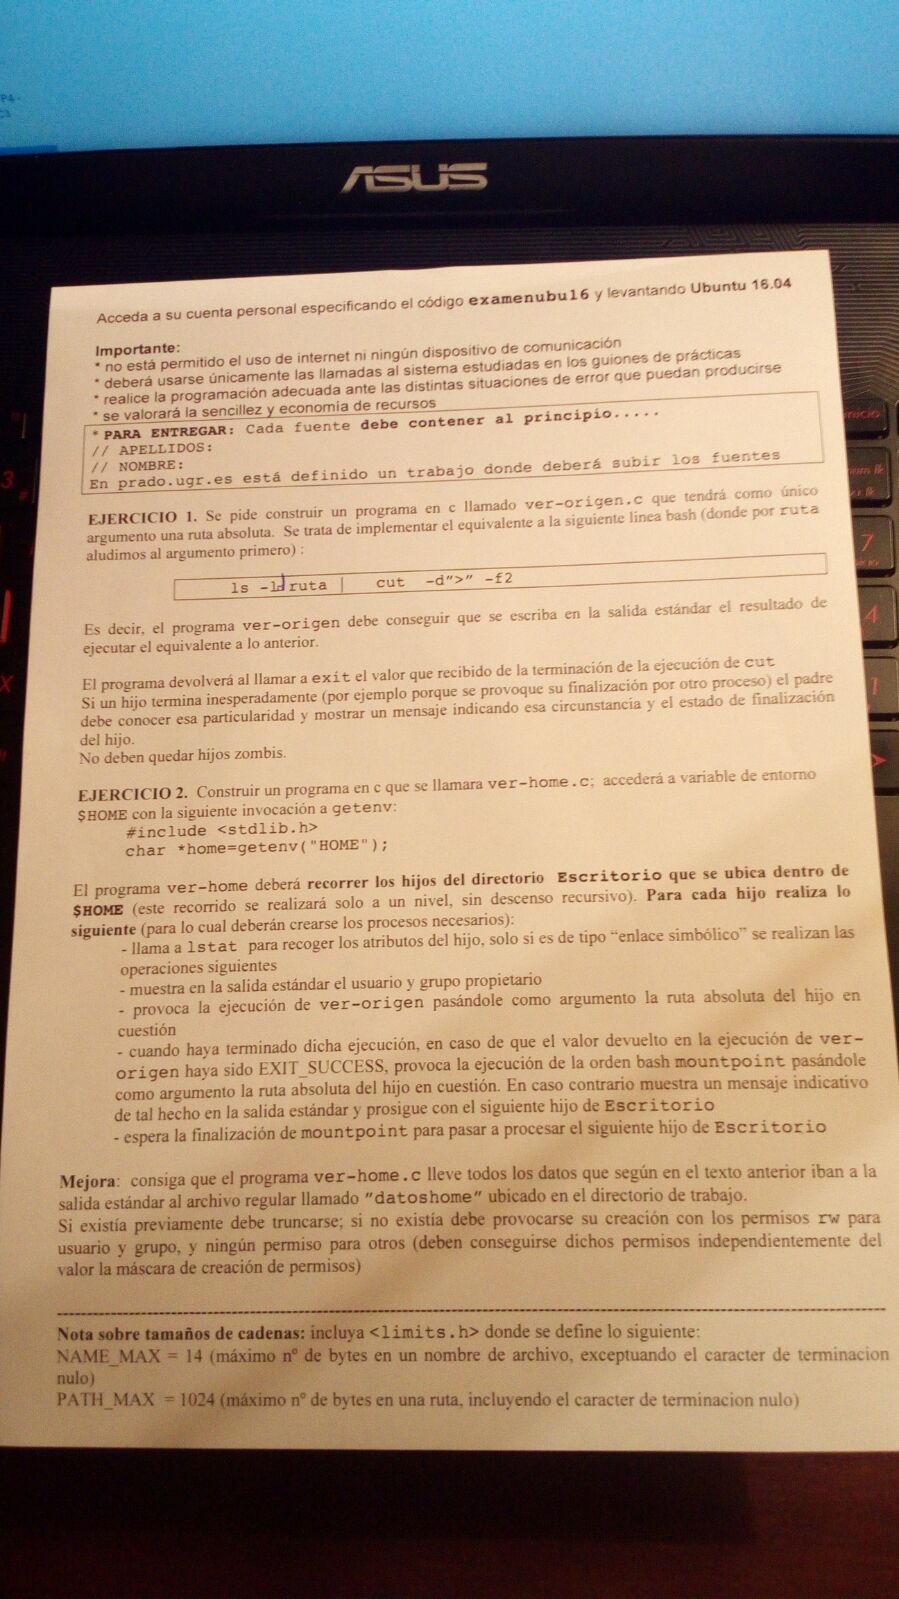 ASUS
Acceda a su cuenta personal especificando el código examenubu16 y levantando Ubuntu 16.04
Importante:
* no está permitido el uso de internet ni ningún dispositivo de comunicación
* deberá usarse únicamente las llamadas al sistema estudiadas en los guiones de prácticas
* realice la programación adecuada ante las distintas situaciones de error que puedan producirse
* se valorará la sencillez y economía de recursos
* PARA ENTREGAR: Cada fuente debe contener al principio.....
// APELLIDOS:
// NOMBRE:
En prado.ugr.es está definido un trabajo donde deberá subir los fuentes
EJERCICIO 1. Se pide construir un programa en c llamado ver-origen.c que tendrá como único
argumento una ruta absoluta. Se trata de implementar el equivalente a la siguiente linea bash (donde por ruta
aludimos al argumento primero) :
ls -ld ruta | cut -d">" -f2
Es decir, el programa ver-origen debe conseguir que se escriba en la salida estándar el resultado de
ejecutar el equivalente a lo anterior.
El programa devolverá al llamar a exit el valor que recibido de la terminación de la ejecución de cut
Si un hijo termina inesperadamente (por ejemplo porque se provoque su finalización por otro proceso) el padre
debe conocer esa particularidad y mostrar un mensaje indicando esa circunstancia y el estado de finalización
del hijo.
No deben quedar hijos zombis.
EJERCICIO 2. Construir un programa en c que se llamara ver-home.c; accederá a variable de entorno
$HOME con la siguiente invocación a getenv:
#include <stdlib.h>
char *home=getenv("HOME");
El programa ver-home deberá recorrer los hijos del directorio Escritorio que se ubica dentro de
$HOME (este recorrido se realizará solo a un nivel, sin descenso recursivo). Para cada hijo realiza lo
siguiente (para lo cual deberán crearse los procesos necesarios):
- llama a lstat para recoger los atributos del hijo, solo si es de tipo “enlace simbólico” se realizan las
operaciones siguientes
- muestra en la salida estándar el usuario y grupo propietario
- provoca la ejecución de ver-origen pasándole como argumento la ruta absoluta del hijo en
cuestión
- cuando haya terminado dicha ejecución, en caso de que el valor devuelto en la ejecución de ver-
origen haya sido EXIT_SUCCESS, provoca la ejecución de la orden bash mountpoint pasándole
como argumento la ruta absoluta del hijo en cuestión. En caso contrario muestra un mensaje indicativo
de tal hecho en la salida estándar y prosigue con el siguiente hijo de Escritorio
- espera la finalización de mountpoint para pasar a procesar el siguiente hijo de Escritorio
Mejora: consiga que el programa ver-home.c lleve todos los datos que según en el texto anterior iban a la
salida estándar al archivo regular llamado "datoshome" ubicado en el directorio de trabajo.
Si existía previamente debe truncarse; si no existía debe provocarse su creación con los permisos rw para
usuario y grupo, y ningún permiso para otros (deben conseguirse dichos permisos independientemente del
valor la máscara de creación de permisos)
Nota sobre tamaños de cadenas: incluya <limits.h> donde se define lo siguiente:
NAME_MAX = 14 (máximo nº de bytes en un nombre de archivo, exceptuando el caracter de terminacion
nulo)
PATH_MAX = 1024 (máximo nº de bytes en una ruta, incluyendo el caracter de terminacion nulo)